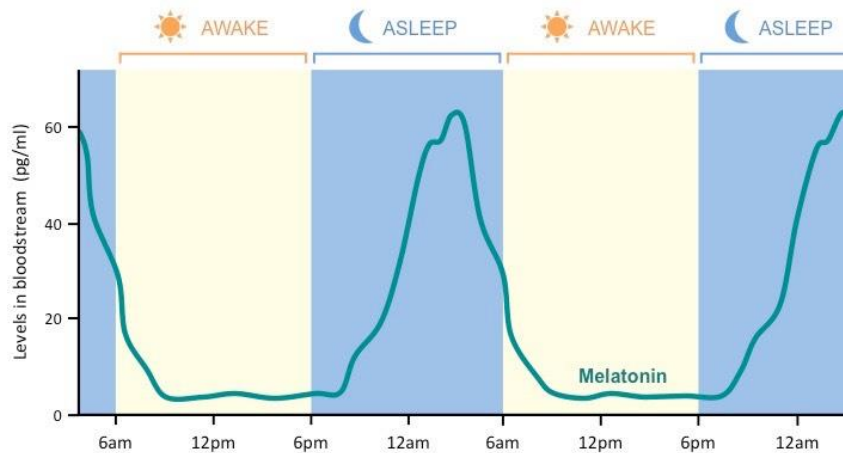 AWAKE ASLEEP AWAKE ASLEEP
Levels in bloodstream (pg/ml)
60
40
20
0
Melatonin
6am 12pm 6pm 12am 6am 12pm 6pm 12am